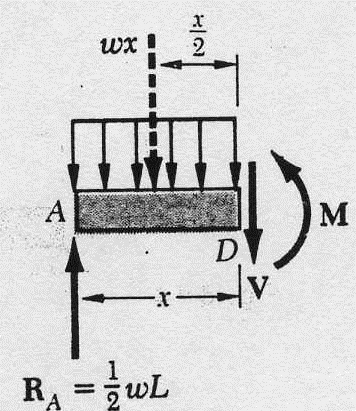 wx
x/2
A
M
D
V
x
R_A = 1/2 wL